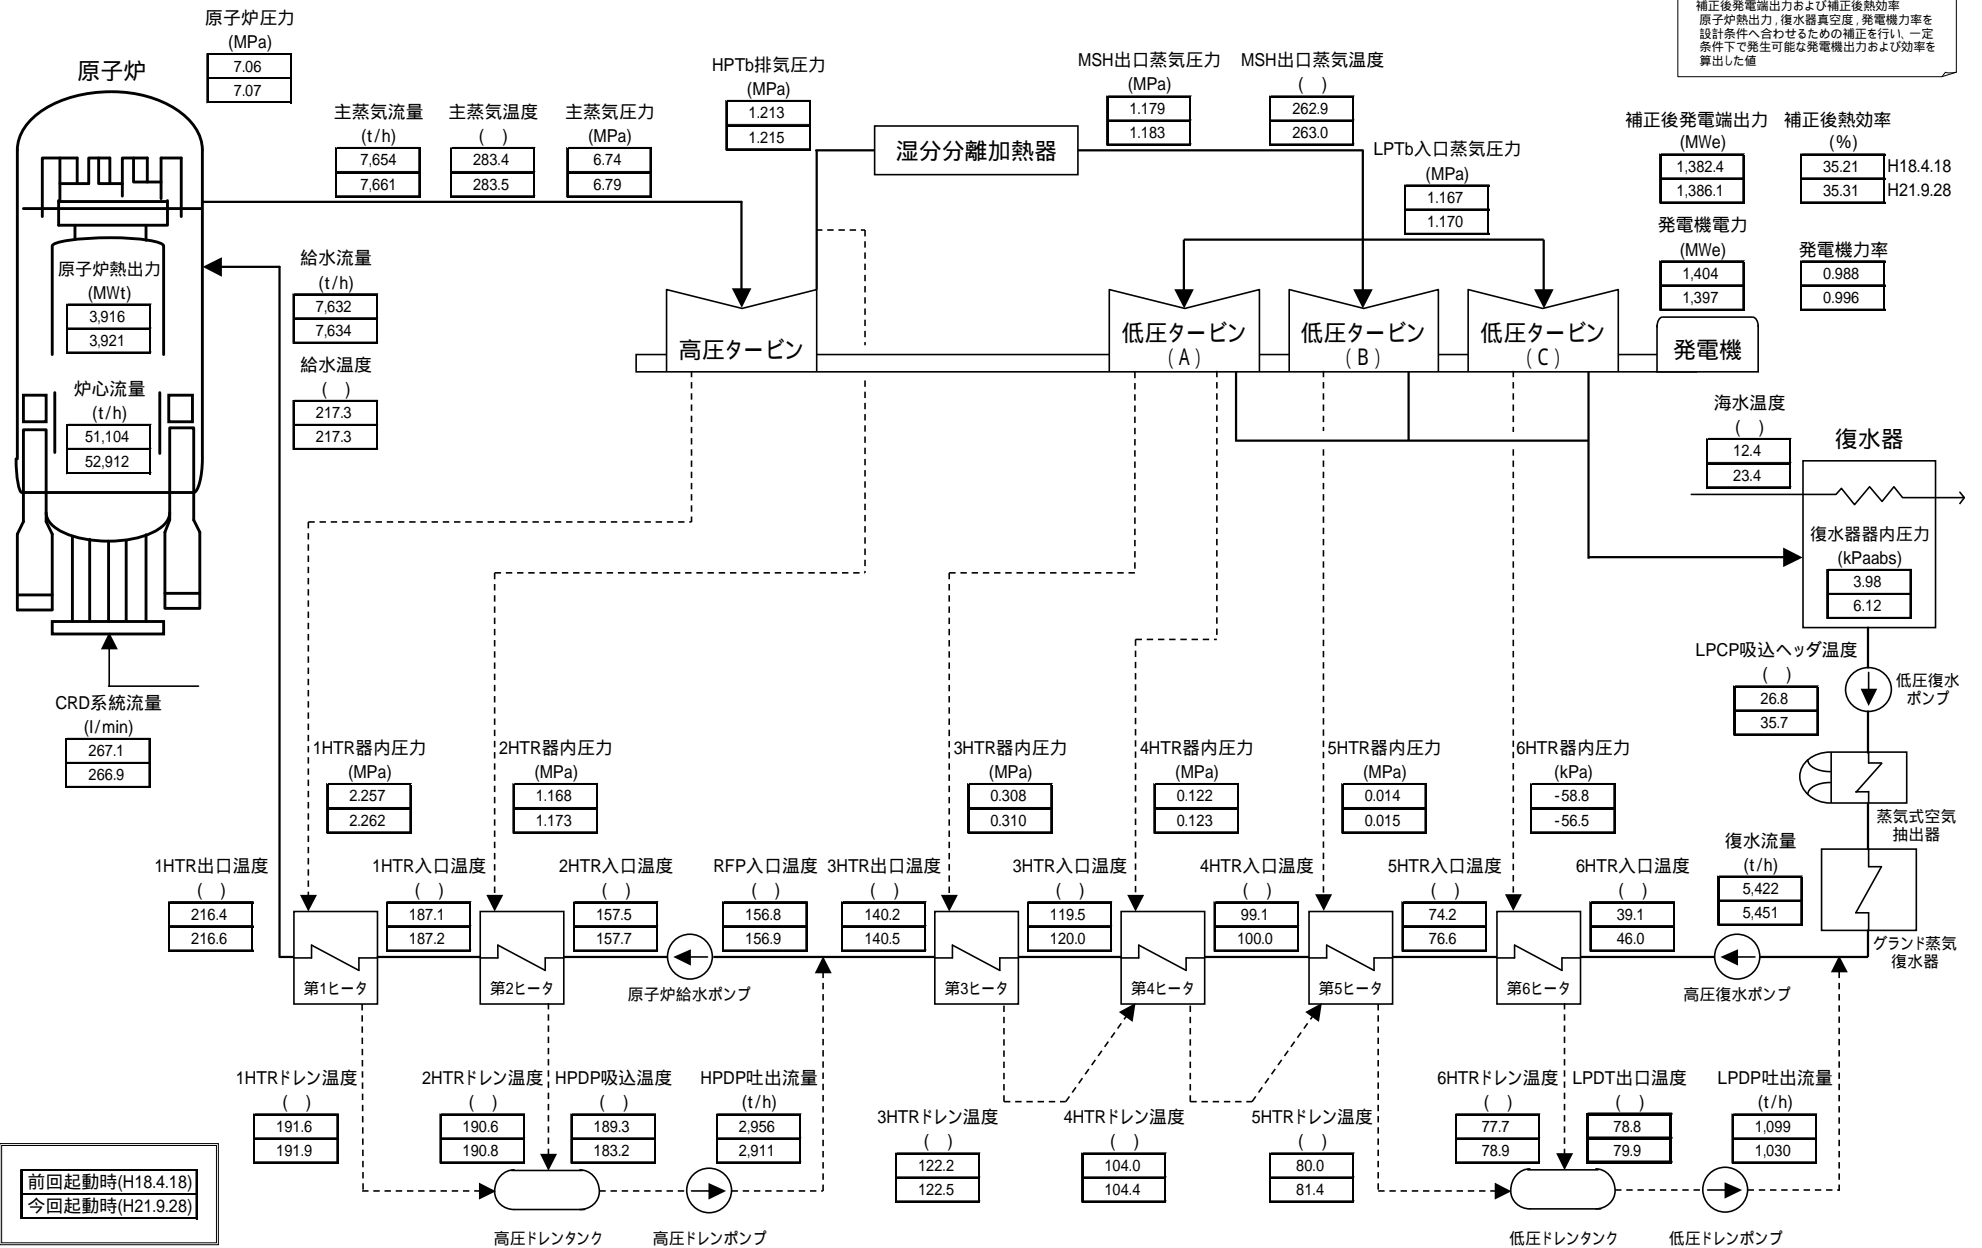 補正後発電端出力および補正後熱効率
原子炉熱出力,復水器真空度,発電機力率を
設計条件へ合わせるための補正を行い、一定
条件下で発生可能な発電機出力および効率を
算出した値
原子炉圧力
(MPa)
7.06
7.07
原子炉
主蒸気流量
(t/h)
7,654
7,661
主蒸気温度
( )
283.4
283.5
主蒸気圧力
(MPa)
6.74
6.79
HPTb排気圧力
(MPa)
1.213
1.215
湿分分離加熱器
MSH出口蒸気圧力
(MPa)
1.179
1.183
MSH出口蒸気温度
( )
262.9
263.0
LPTb入口蒸気圧力
(MPa)
1.167
1.170
補正後発電端出力
(MWe)
1,382.4
1,386.1
補正後熱効率
(%)
35.21 H18.4.18
35.31 H21.9.28
発電機電力
(MWe)
1,404
1,397
発電機力率
0.988
0.996
原子炉熱出力
(MWt)
3,916
3,921
給水流量
(t/h)
7,632
7,634
給水温度
( )
217.3
217.3
炉心流量
(t/h)
51,104
52,912
高圧タービン
低圧タービン
(A)
低圧タービン
(B)
低圧タービン
(C)
発電機
海水温度
( )
12.4
23.4
復水器
復水器器内圧力
(kPaabs)
3.98
6.12
LPCP吸込ヘッダ温度
( )
26.8
35.7
低圧復水
ポンプ
蒸気式空気
抽出器
CRD系統流量
(l/min)
267.1
266.9
1HTR器内圧力
(MPa)
2.257
2.262
2HTR器内圧力
(MPa)
1.168
1.173
3HTR器内圧力
(MPa)
0.308
0.310
4HTR器内圧力
(MPa)
0.122
0.123
5HTR器内圧力
(MPa)
0.014
0.015
6HTR器内圧力
(kPa)
-58.8
-56.5
復水流量
(t/h)
5,422
5,451
グランド蒸気
復水器
1HTR出口温度
( )
216.4
216.6
1HTR入口温度
( )
187.1
187.2
2HTR入口温度
( )
157.5
157.7
RFP入口温度
( )
156.8
156.9
3HTR出口温度
( )
140.2
140.5
3HTR入口温度
( )
119.5
120.0
4HTR入口温度
( )
99.1
100.0
5HTR入口温度
( )
74.2
76.6
6HTR入口温度
( )
39.1
46.0
第1ヒータ
第2ヒータ
原子炉給水ポンプ
第3ヒータ
第4ヒータ
第5ヒータ
第6ヒータ
高圧復水ポンプ
1HTRドレン温度
( )
191.6
191.9
2HTRドレン温度
( )
190.6
190.8
HPDP吸込温度
( )
189.3
183.2
HPDP吐出流量
(t/h)
2,956
2,911
3HTRドレン温度
( )
122.2
122.5
4HTRドレン温度
( )
104.0
104.4
5HTRドレン温度
( )
80.0
81.4
6HTRドレン温度
( )
77.7
78.9
LPDT出口温度
( )
78.8
79.9
LPDP吐出流量
(t/h)
1,099
1,030
前回起動時(H18.4.18)
今回起動時(H21.9.28)
高圧ドレンタンク
高圧ドレンポンプ
低圧ドレンタンク
低圧ドレンポンプ